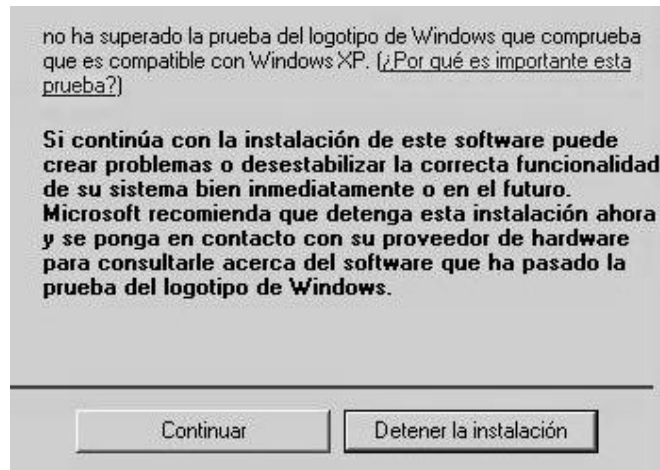 no ha superado la prueba del logotipo de Windows que comprueba
que es compatible con Windows XP. (¿Por qué es importante esta
prueba?)
Si continúa con la instalación de este software puede
crear problemas o desestabilizar la correcta funcionalidad
de su sistema bien inmediatamente o en el futuro.
Microsoft recomienda que detenga esta instalación ahora
y se ponga en contacto con su proveedor de hardware
para consultarle acerca del software que ha pasado la
prueba del logotipo de Windows.
Continuar
Detener la instalación